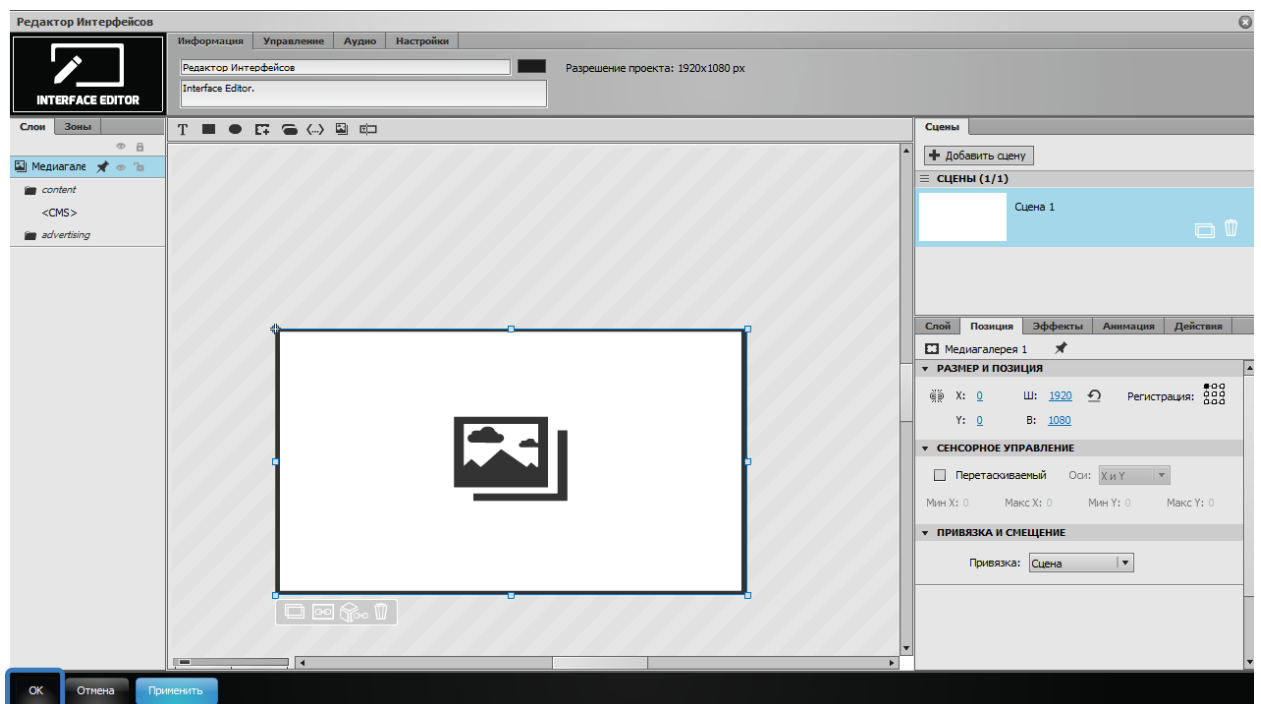 Редактор Интерфейсов
INTERFACE EDITOR
Информация Управление Аудио Настройки
Редактор Интерфейсов
Разрешение проекта: 1920x1080 px
Interface Editor.
Слои Зоны
T
Медиагале
content
<CMS>
advertising
Сцены
Добавить сцену
СЦЕНЫ (1/1)
Сцена 1
Слой Позиция Эффекты Анимация Действия
Медиагалерея 1
РАЗМЕР И ПОЗИЦИЯ
X: 0 Ш: 1920 Регистрация:
Y: 0 В: 1080
СЕНСОРНОЕ УПРАВЛЕНИЕ
Перетаскиваемый Оси: X и Y
Мин X: 0 Макс X: 0 Мин Y: 0 Макс Y: 0
ПРИВЯЗКА И СМЕЩЕНИЕ
Привязка: Сцена
ОК Отмена Применить